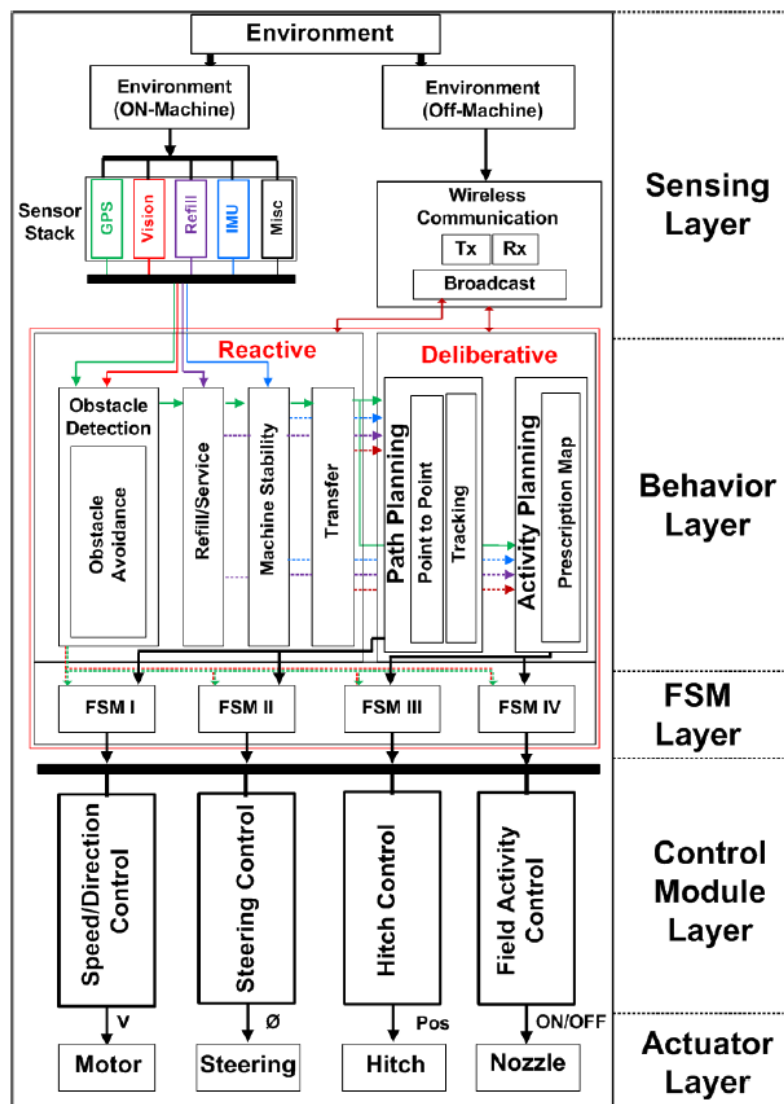 Environment
Environment
(ON-Machine)
Environment
(Off-Machine)
Sensor
Stack
GPS
Vision
Refill
IMU
Misc
Wireless
Communication
Tx
Rx
Broadcast
Sensing
Layer
Reactive
Deliberative
Obstacle
Detection
Obstacle
Avoidance
Refill/Service
Machine Stability
Transfer
Path Planning
Point to Point
Tracking
Activity Planning
Prescription Map
Behavior
Layer
FSM I
FSM II
FSM III
FSM IV
FSM
Layer
Speed/Direction
Control
Steering Control
Hitch Control
Field Activity
Control
Control
Module
Layer
V
Ø
Pos
ON/OFF
Motor
Steering
Hitch
Nozzle
Actuator
Layer